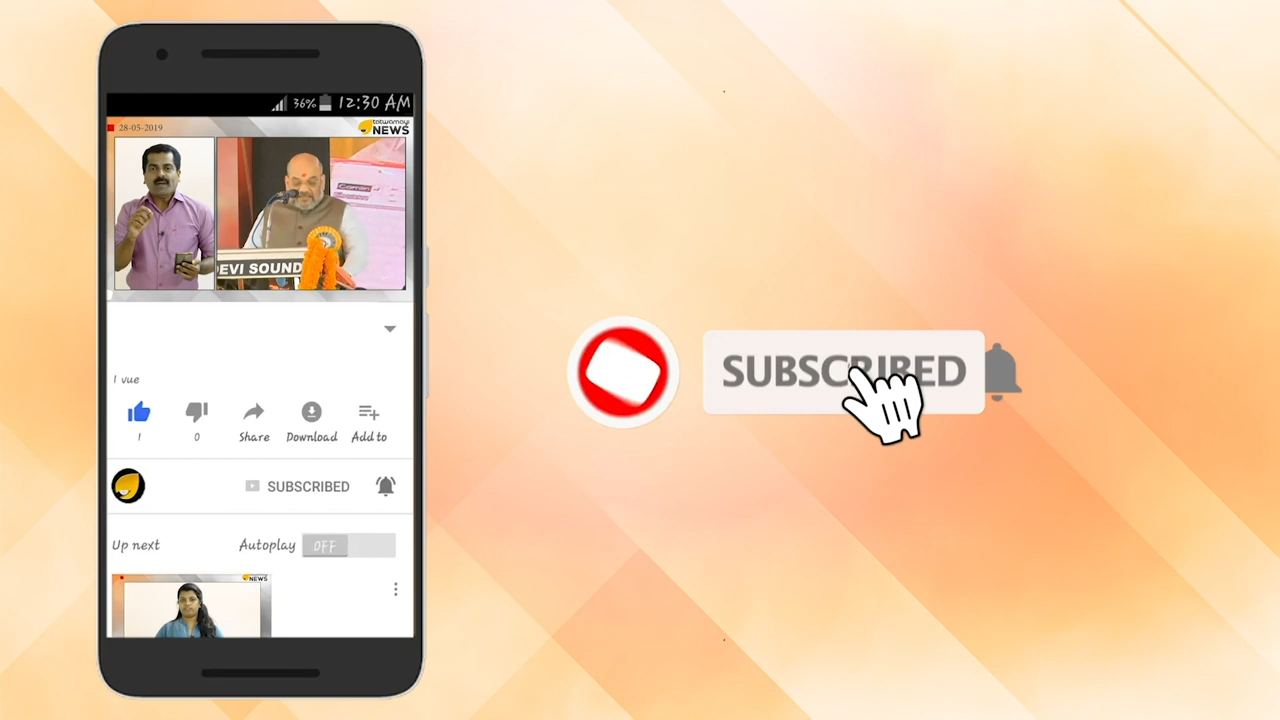 36% 12:30 AM
28-05-2019
tatwamayi
NEWS
DEVI SOUND
1 vue
1
0
Share
Download
Add to
SUBSCRIBED
Up next
Autoplay
OFF
NEWS
SUBSCRIBED